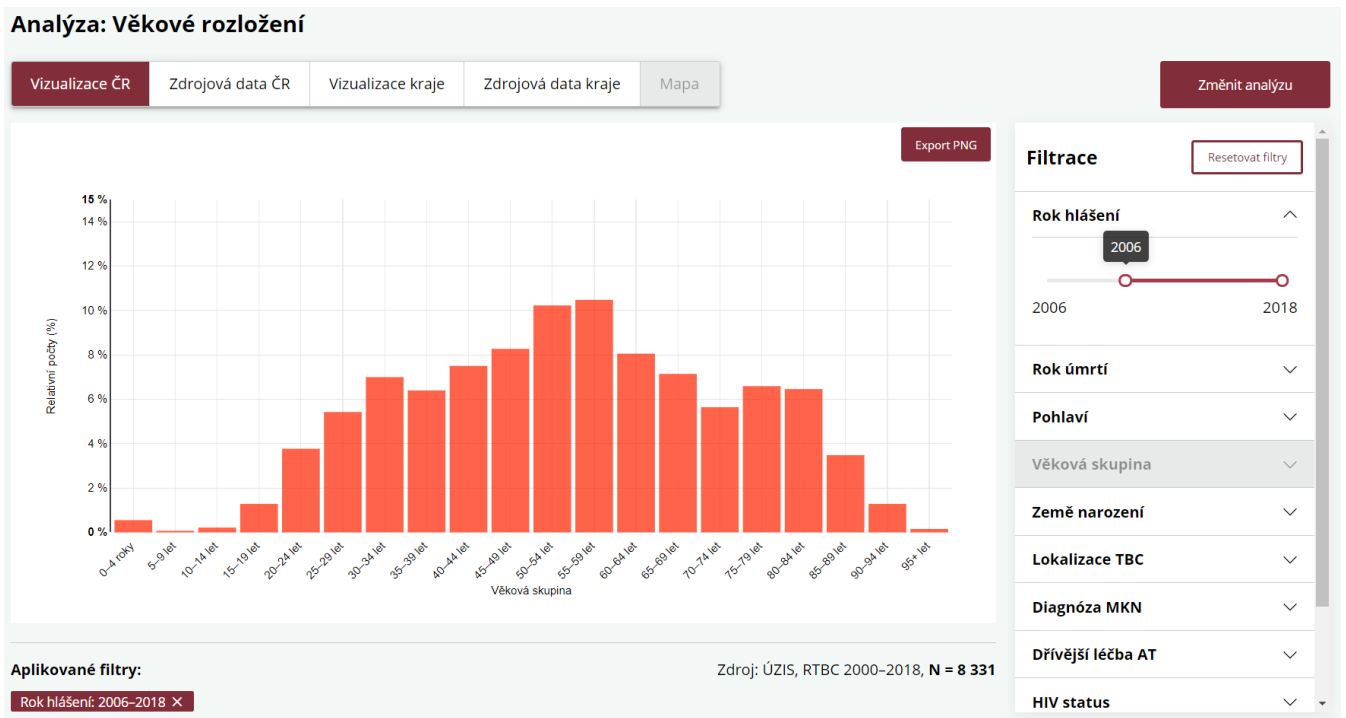 Analýza: Věkové rozložení
Vizualizace ČR Zdrojová data ČR Vizualizace kraje Zdrojová data kraje Mapa
Změnit analýzu
Export PNG
15 %
14 %
12 %
10 %
8 %
6 %
4 %
2 %
0 %
Relativní počty (%)
0–4 roky 5–9 let 10–14 let 15–19 let 20–24 let 25–29 let 30–34 let 35–39 let 40–44 let 45–49 let 50–54 let 55–59 let 60–64 let 65–69 let 70–74 let 75–79 let 80–84 let 85–89 let 90–94 let 95+ let
Věková skupina
Filtrace
Resetovat filtry
Rok hlášení
2006
2006 2018
Rok úmrtí
Pohlaví
Věková skupina
Země narození
Lokalizace TBC
Diagnóza MKN
Dřívější léčba AT
HIV status
Aplikované filtry:
Zdroj: ÚZIS, RTBC 2000–2018, N = 8 331
Rok hlášení: 2006–2018 ✕